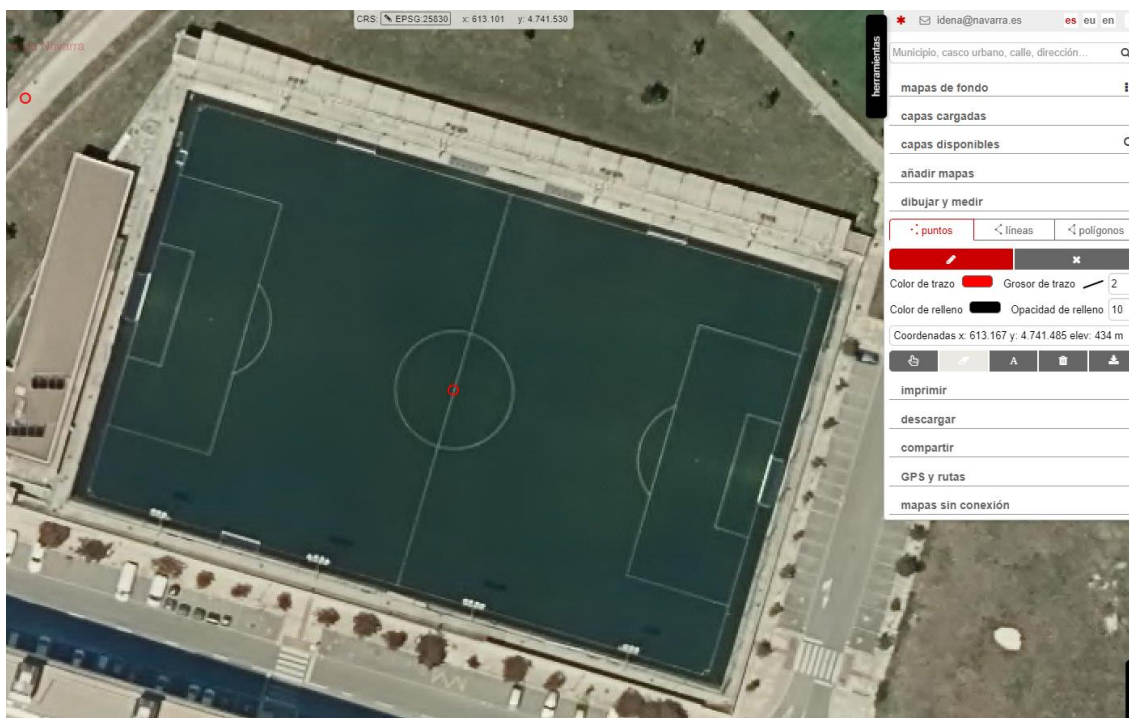 CRS: EPSG:25830 x: 613.101 y: 4.741.530
Navarra
herramientas
idena@navarra.es es eu en
Municipio, casco urbano, calle, dirección...
mapas de fondo
capas cargadas
capas disponibles
añadir mapas
dibujar y medir
puntos líneas polígonos
Color de trazo Grosor de trazo 2
Color de relleno Opacidad de relleno 10
Coordenadas x: 613.167 y: 4.741.485 elev: 434 m
A
imprimir
descargar
compartir
GPS y rutas
mapas sin conexión